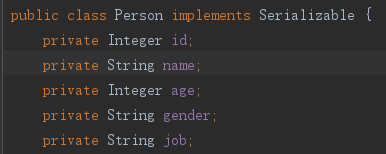 public class Person implements Serializable {
private Integer id;
private String name;
private Integer age;
private String gender;
private String job;